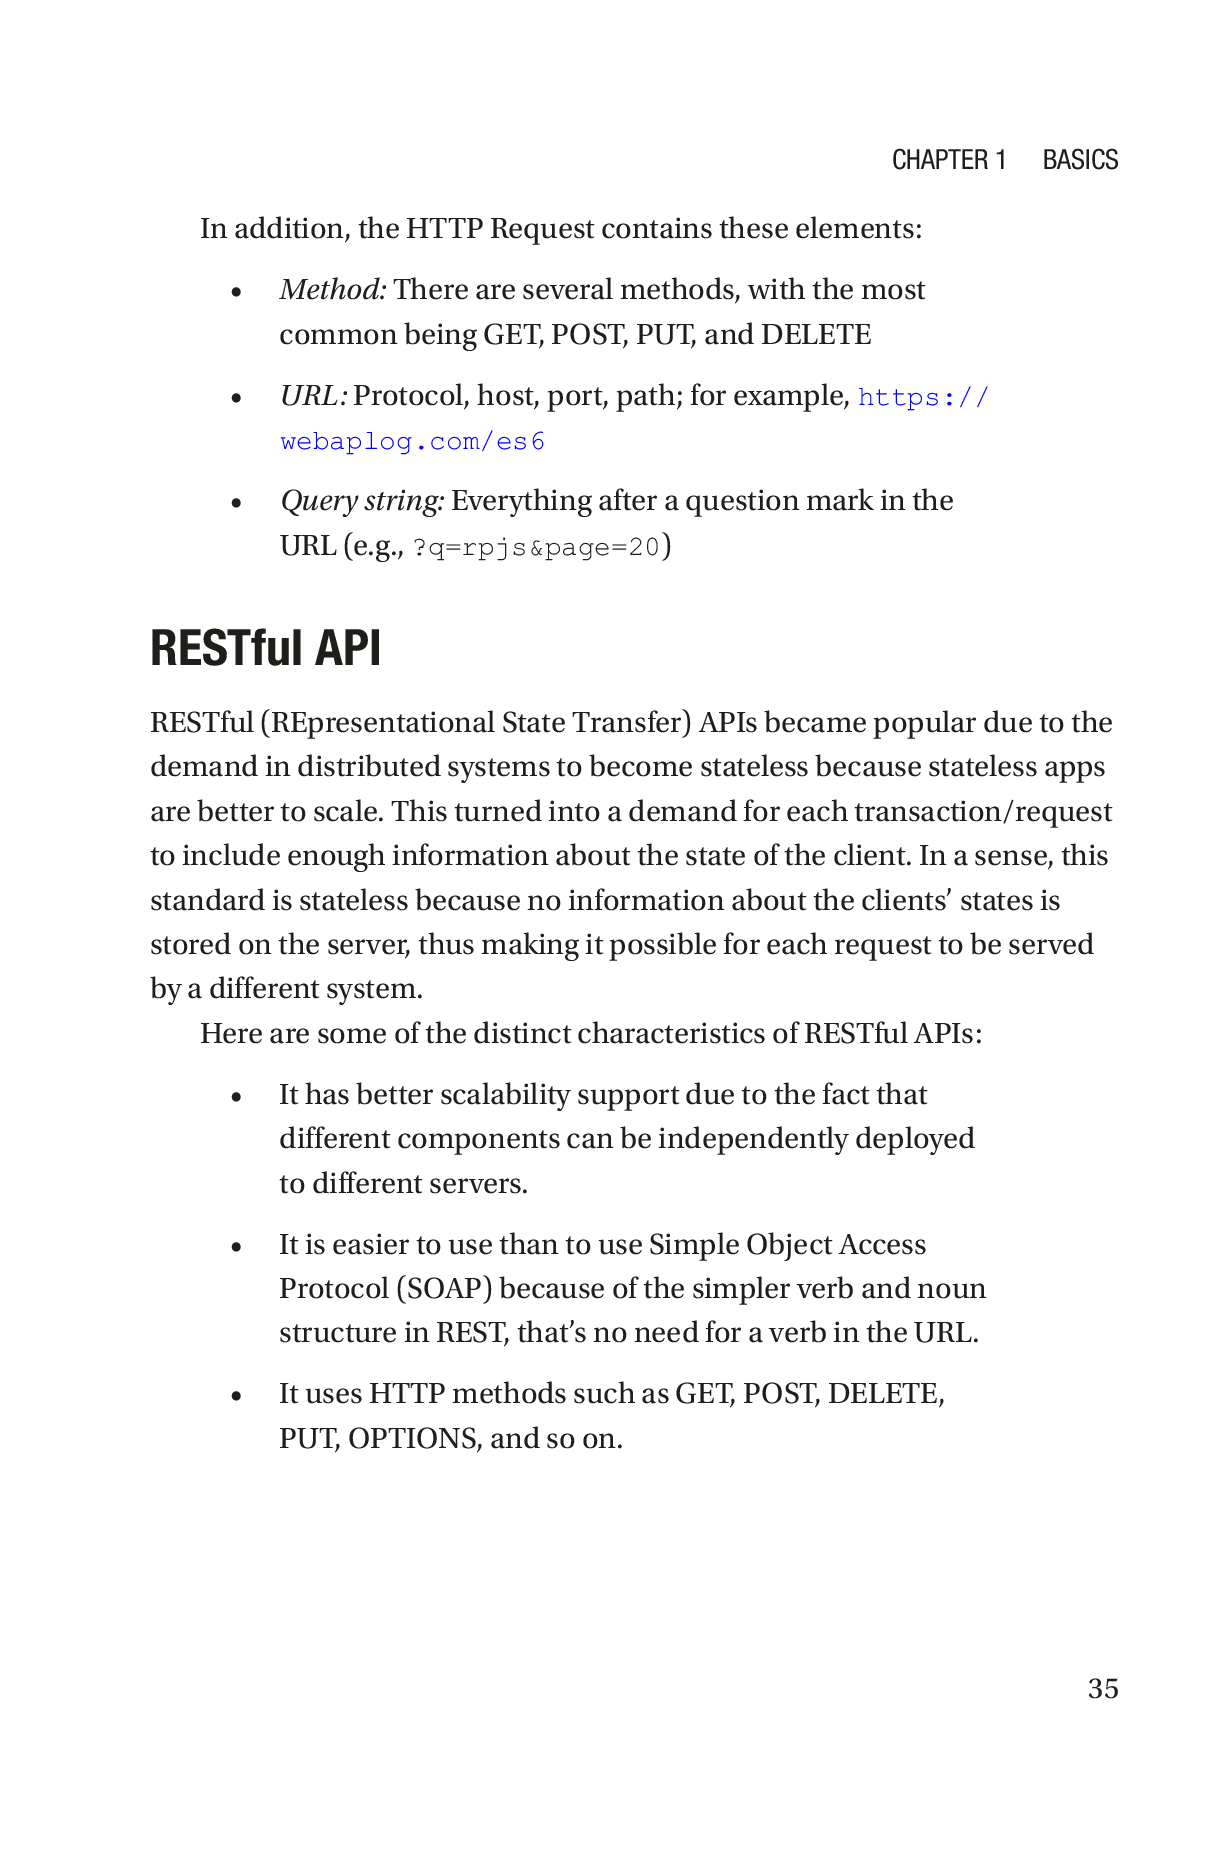 CHAPTER 1 BASICS
In addition, the HTTP Request contains these elements:
• Method: There are several methods, with the most
common being GET, POST, PUT, and DELETE
• URL: Protocol, host, port, path; for example, https://
webaplog.com/es6
• Query string: Everything after a question mark in the
URL (e.g., ?q=rpjs&page=20)
RESTful API
RESTful (REpresentational State Transfer) APIs became popular due to the
demand in distributed systems to become stateless because stateless apps
are better to scale. This turned into a demand for each transaction/request
to include enough information about the state of the client. In a sense, this
standard is stateless because no information about the clients’ states is
stored on the server, thus making it possible for each request to be served
by a different system.
Here are some of the distinct characteristics of RESTful APIs:
• It has better scalability support due to the fact that
different components can be independently deployed
to different servers.
• It is easier to use than to use Simple Object Access
Protocol (SOAP) because of the simpler verb and noun
structure in REST, that’s no need for a verb in the URL.
• It uses HTTP methods such as GET, POST, DELETE,
PUT, OPTIONS, and so on.
35